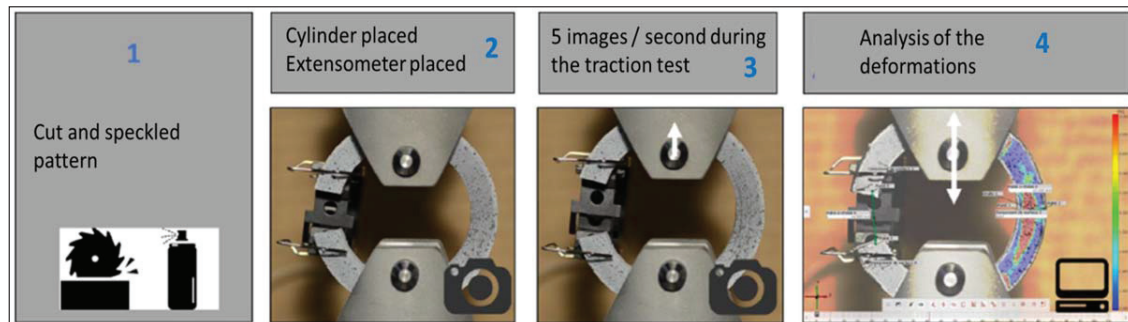 1
Cut and speckled
pattern
Cylinder placed
Extensometer placed
2
5 images / second during
the traction test
3
Analysis of the
deformations
4